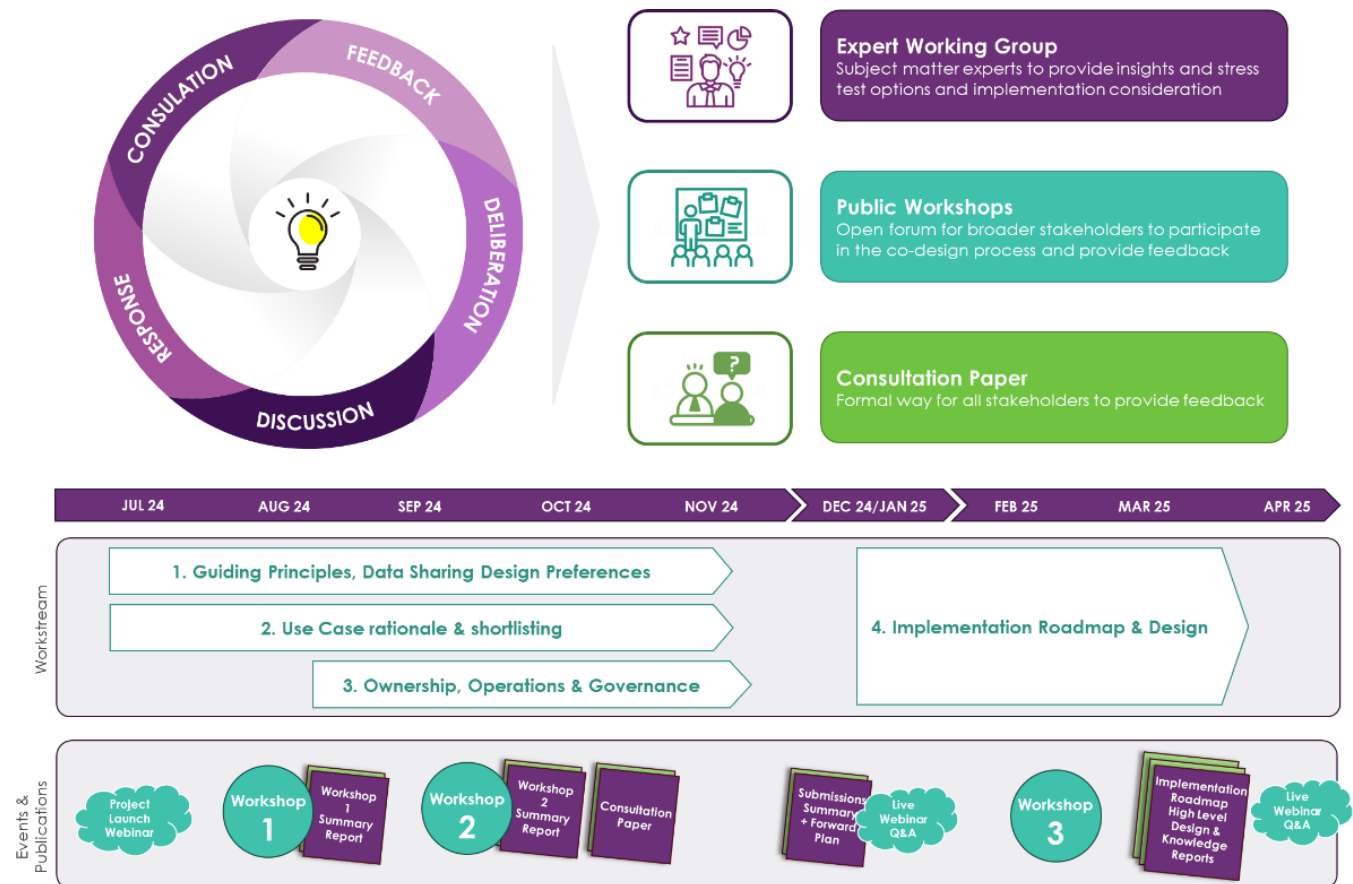 CONSULATION
FEEDBACK
DELIBERATION
DISCUSSION
RESPONSE
Expert Working Group
Subject matter experts to provide insights and stress
test options and implementation consideration
Public Workshops
Open forum for broader stakeholders to participate
in the co-design process and provide feedback
?
Consultation Paper
Formal way for all stakeholders to provide feedback
JUL 24 AUG 24 SEP 24 OCT 24 NOV 24 DEC 24/JAN 25 FEB 25 MAR 25 APR 25
Workstream
1. Guiding Principles, Data Sharing Design Preferences
2. Use Case rationale & shortlisting
3. Ownership, Operations & Governance
4. Implementation Roadmap & Design
Events &
Publications
Project
Launch
Webinar
Workshop
1
Workshop
1
Summary
Report
Workshop
2
Workshop
2
Summary
Report
Consultation
Paper
Submissions
Summary
+ Forward
Plan
Live
Webinar
Q&A
Workshop
3
Implementation
Roadmap
High Level
Design &
Knowledge
Reports
Live
Webinar
Q&A